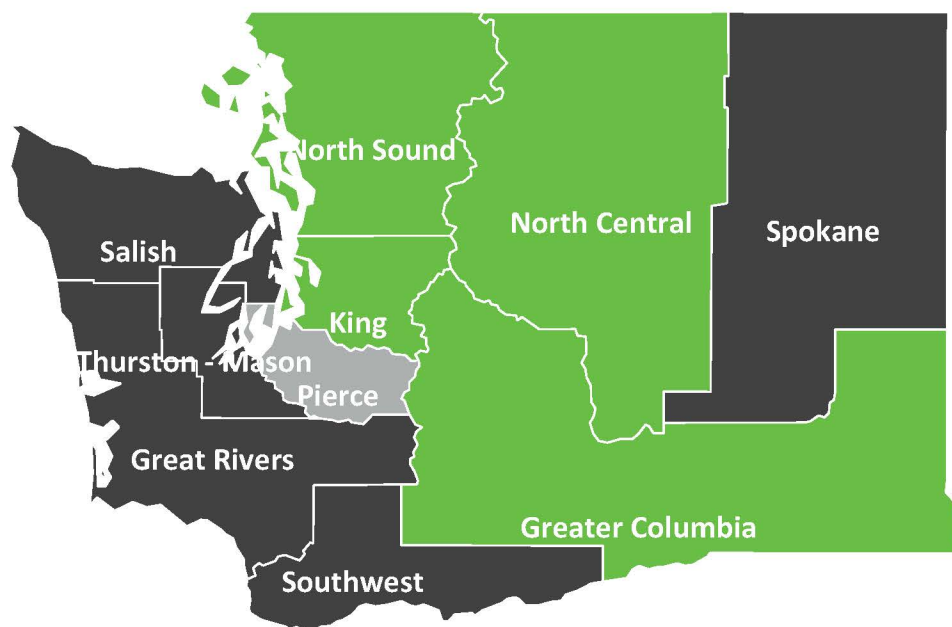 North Sound
North Central
Spokane
Salish
King
Thurston - Mason
Pierce
Great Rivers
Greater Columbia
Southwest